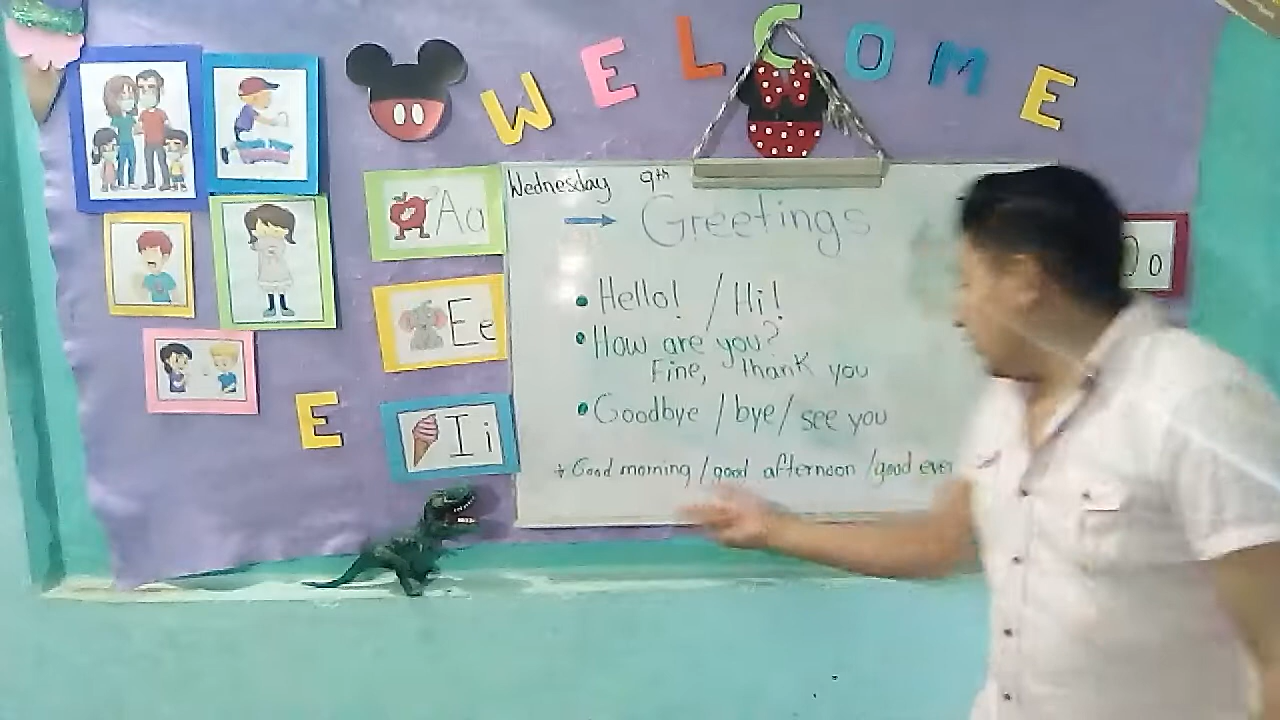 WELCOME
Wednesday 9th
Greetings
Aa
Hello! / Hi!
Ee
How are you?
Fine, thank you
Goodbye / bye / see you
Ii
E
Good morning / good afternoon / good